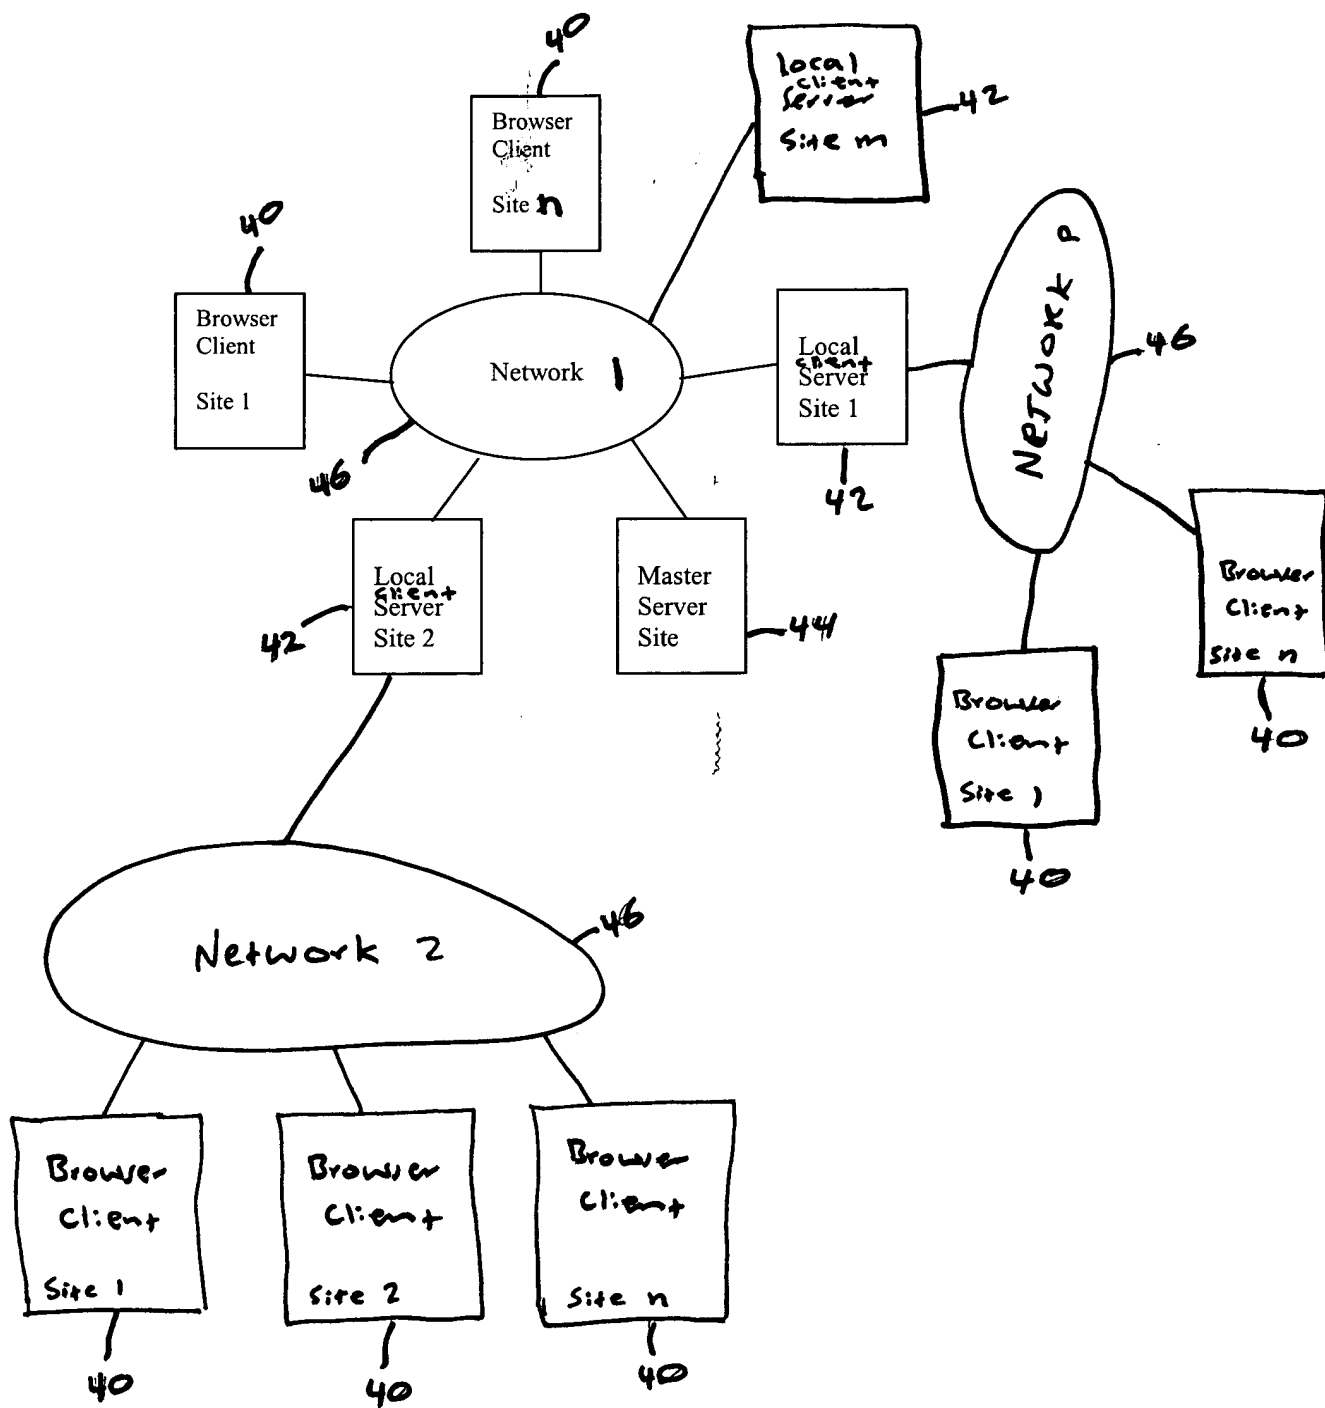 40
Browser
Client
Site n
local
client
server
Site m
42
40
Browser
Client
Site 1
Network 1
46
Local
client
Server
Site 1
42
Network P
46
Local
client
Server
Site 2
42
Master
Server
Site
44
Browser
Client
Site 1
40
Browser
Client
Site n
40
Network 2
46
Browser
Client
Site 1
40
Browser
Client
Site 2
40
Browser
Client
Site n
40